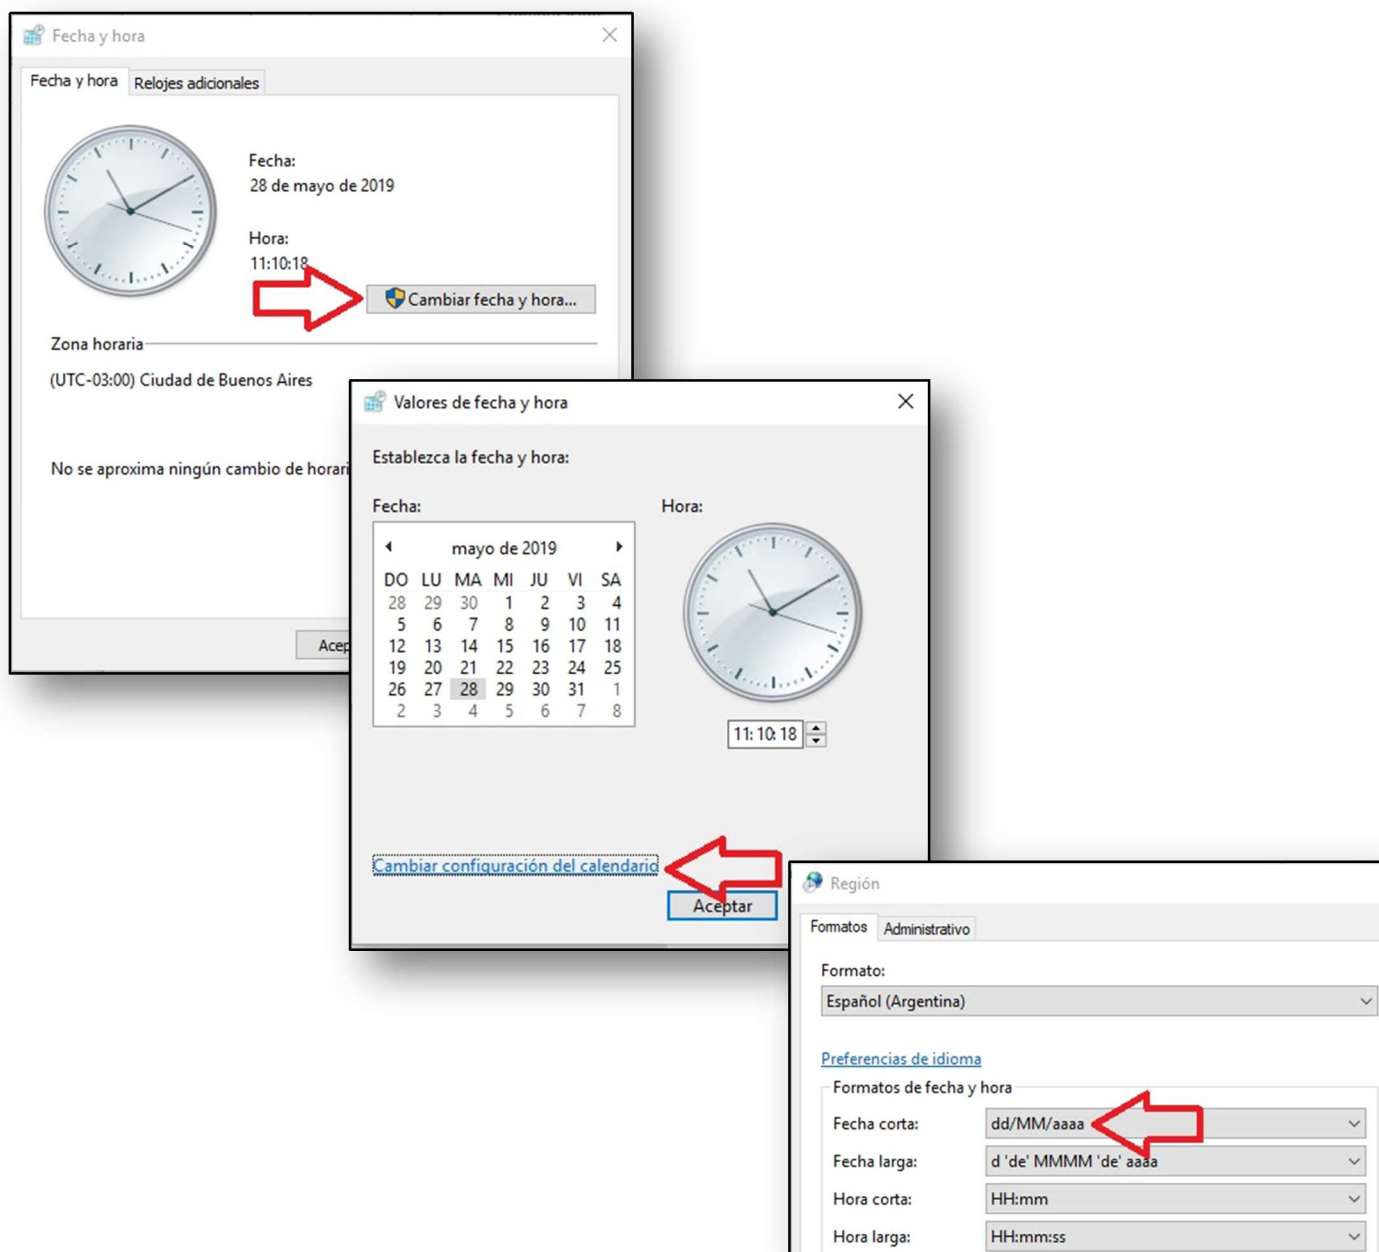 Fecha y hora
Fecha y hora Relojes adicionales
Fecha:
28 de mayo de 2019
Hora:
11:10:18
Cambiar fecha y hora...
Zona horaria
(UTC-03:00) Ciudad de Buenos Aires
No se aproxima ningún cambio de horari
Acep
Valores de fecha y hora
Establezca la fecha y hora:
Fecha: Hora:
mayo de 2019
DO LU MA MI JU VI SA
28 29 30 1 2 3 4
5 6 7 8 9 10 11
12 13 14 15 16 17 18
19 20 21 22 23 24 25
26 27 28 29 30 31 1
2 3 4 5 6 7 8
11:10:18
Cambiar configuración del calendario
Aceptar
Región
Formatos Administrativo
Formato:
Español (Argentina)
Preferencias de idioma
Formatos de fecha y hora
Fecha corta: dd/MM/aaaa
Fecha larga: d 'de' MMMM 'de' aaaa
Hora corta: HH:mm
Hora larga: HH:mm:ss